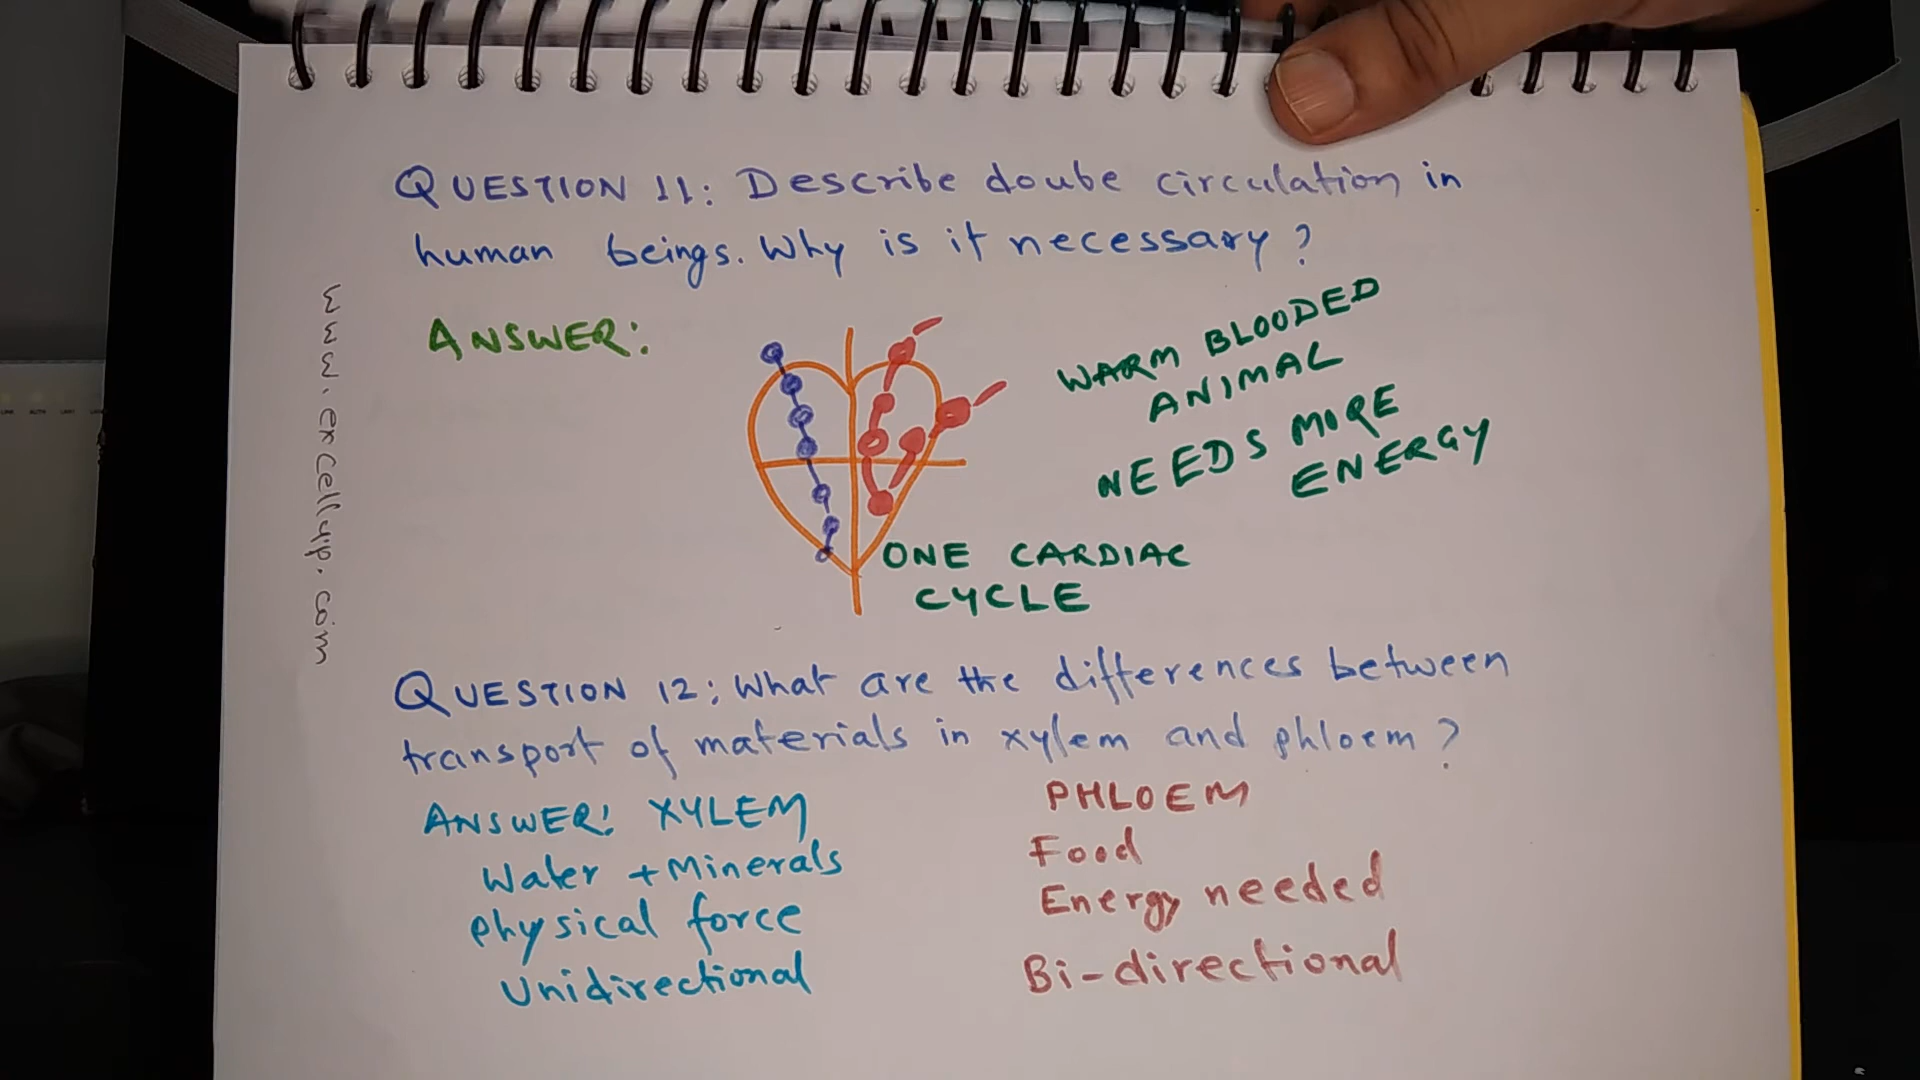 QUESTION 11: Describe doube circulation in
human beings. Why is it necessary?
ANSWER:
WARM BLOODED
ANIMAL
NEEDS MORE
ENERGY
ONE CARDIAC
CYCLE
www.excellup.com
QUESTION 12: What are the differences between
transport of materials in xylem and phloem?
ANSWER: XYLEM
Water + Minerals
physical force
Unidirectional
PHLOEM
Food
Energy needed
Bi-directional